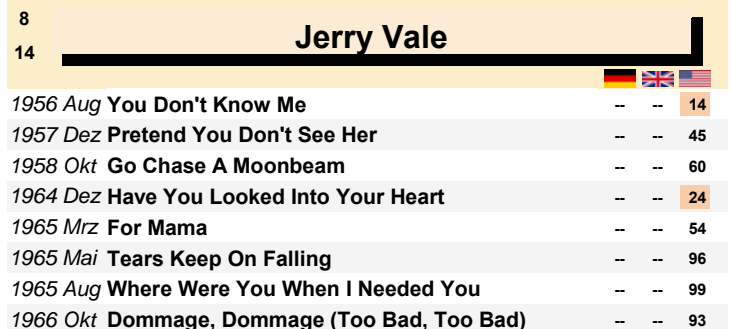 8
Jerry Vale
14
1956 Aug You Don't Know Me -- -- 14
1957 Dez Pretend You Don't See Her -- -- 45
1958 Okt Go Chase A Moonbeam -- -- 60
1964 Dez Have You Looked Into Your Heart -- -- 24
1965 Mrz For Mama -- -- 54
1965 Mai Tears Keep On Falling -- -- 96
1965 Aug Where Were You When I Needed You -- -- 99
1966 Okt Dommage, Dommage (Too Bad, Too Bad) -- -- 93